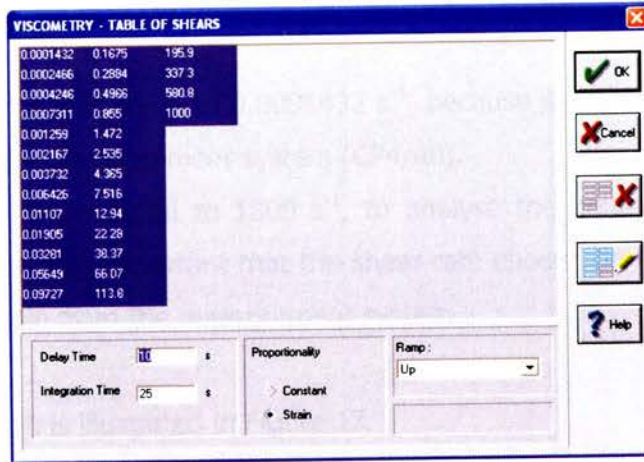 VISCOMETRY - TABLE OF SHEARS
0.0001432 0.1675 195.9
0.0002466 0.2884 337.3
0.0004246 0.4966 580.8
0.0007311 0.855 1000
0.001259 1.472
0.002167 2.535
0.003732 4.365
0.006426 7.516
0.01107 12.94
0.01905 22.28
0.03281 38.37
0.05649 66.07
0.09727 113.8
OK
Cancel
Help
Delay Time 10 s
Integration Time 25 s
Proportionality
Constant
Strain
Ramp :
Up